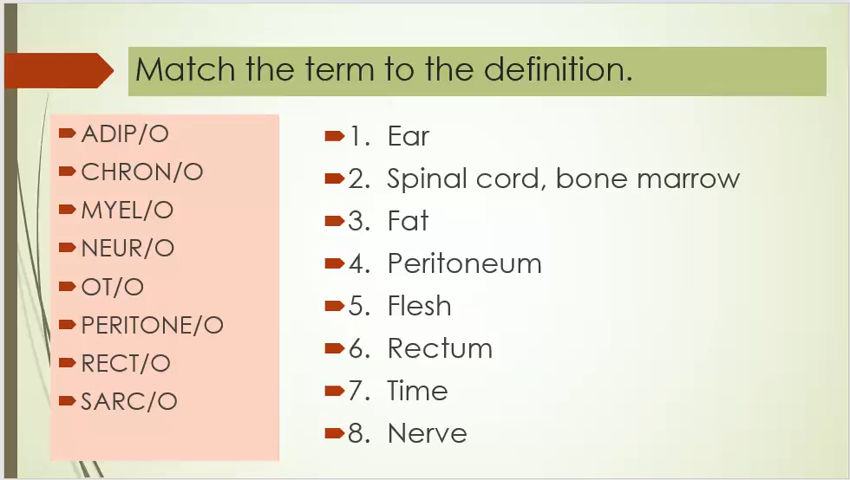 Match the term to the definition.
ADIP/O
CHRON/O
MYEL/O
NEUR/O
OT/O
PERITONE/O
RECT/O
SARC/O
1. Ear
2. Spinal cord, bone marrow
3. Fat
4. Peritoneum
5. Flesh
6. Rectum
7. Time
8. Nerve